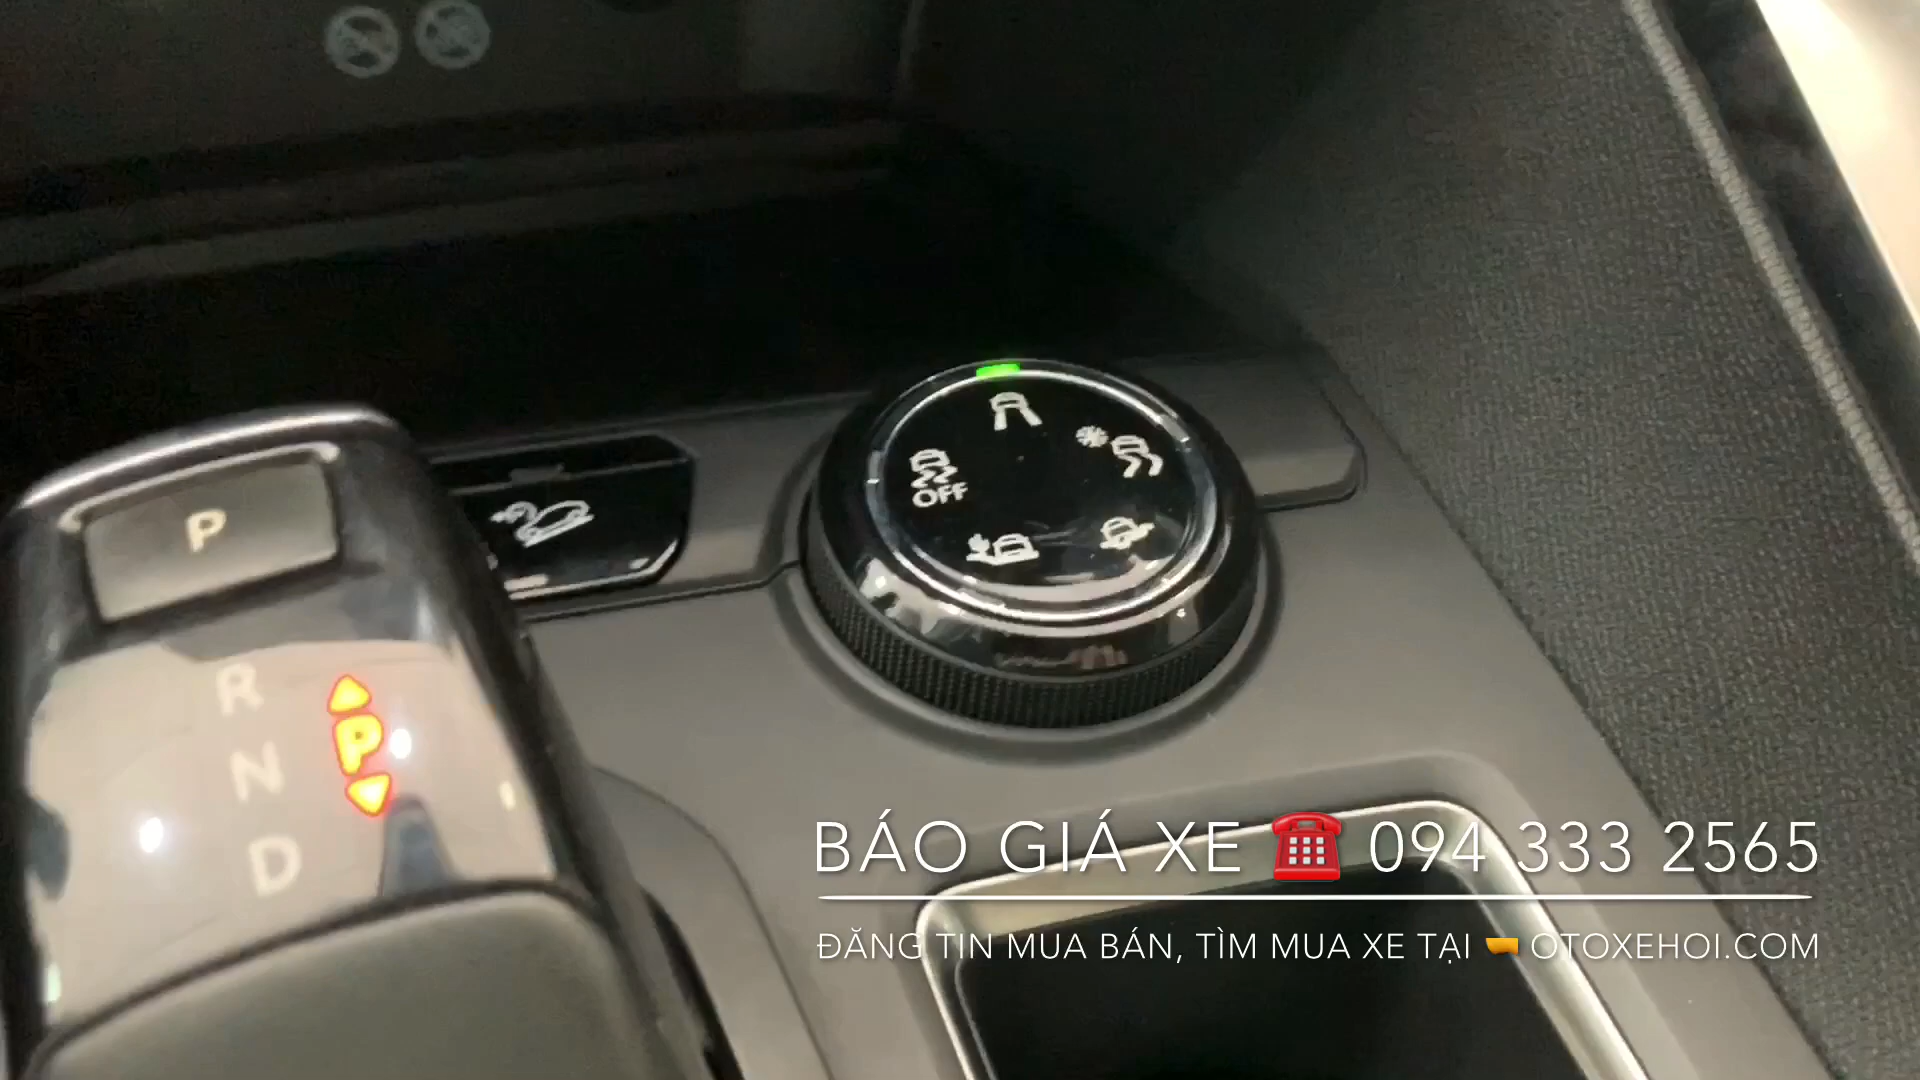 P
OFF
R
P
N
D
BÁO GIÁ XE ☎️ 094 333 2565
ĐĂNG TIN MUA BÁN, TÌM MUA XE TẠI OTOXEHOI.COM